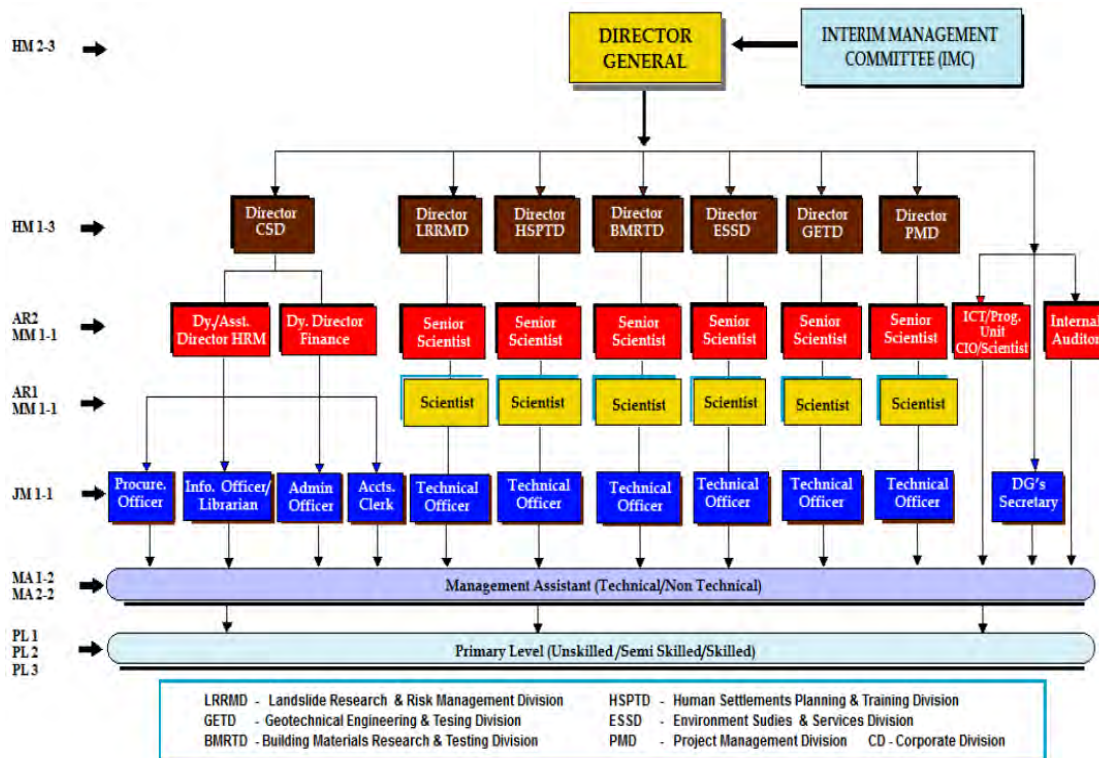 HM 2-3
DIRECTOR
GENERAL
INTERIM MANAGEMENT
COMMITTEE (IMC)
HM 1-3
Director
CSD
Director
LRRMD
Director
HSPTD
Director
BMRTD
Director
ESSD
Director
GETD
Director
PMD
AR2
MM 1-1
Dy./Asst.
Director HRM
Dy. Director
Finance
Senior
Scientist
Senior
Scientist
Senior
Scientist
Senior
Scientist
Senior
Scientist
Senior
Scientist
ICT/Prog.
Unit
CIO/Scientist
Internal
Auditor
AR1
MM 1-1
Scientist
Scientist
Scientist
Scientist
Scientist
Scientist
JM 1-1
Procure.
Officer
Info. Officer/
Librarian
Admin
Officer
Accts.
Clerk
Technical
Officer
Technical
Officer
Technical
Officer
Technical
Officer
Technical
Officer
Technical
Officer
DG's
Secretary
MA 1-2
MA 2-2
Management Assistant (Technical/Non Technical)
PL 1
PL 2
PL 3
Primary Level (Unskilled /Semi Skilled/Skilled)
LRRMD - Landslide Research & Risk Management Division
HSPTD - Human Settlements Planning & Training Division
GETD - Geotechnical Engineering & Tesing Division
ESSD - Environment Sudies & Services Division
BMRTD - Building Materials Research & Testing Division
PMD - Project Management Division CD - Corporate Division